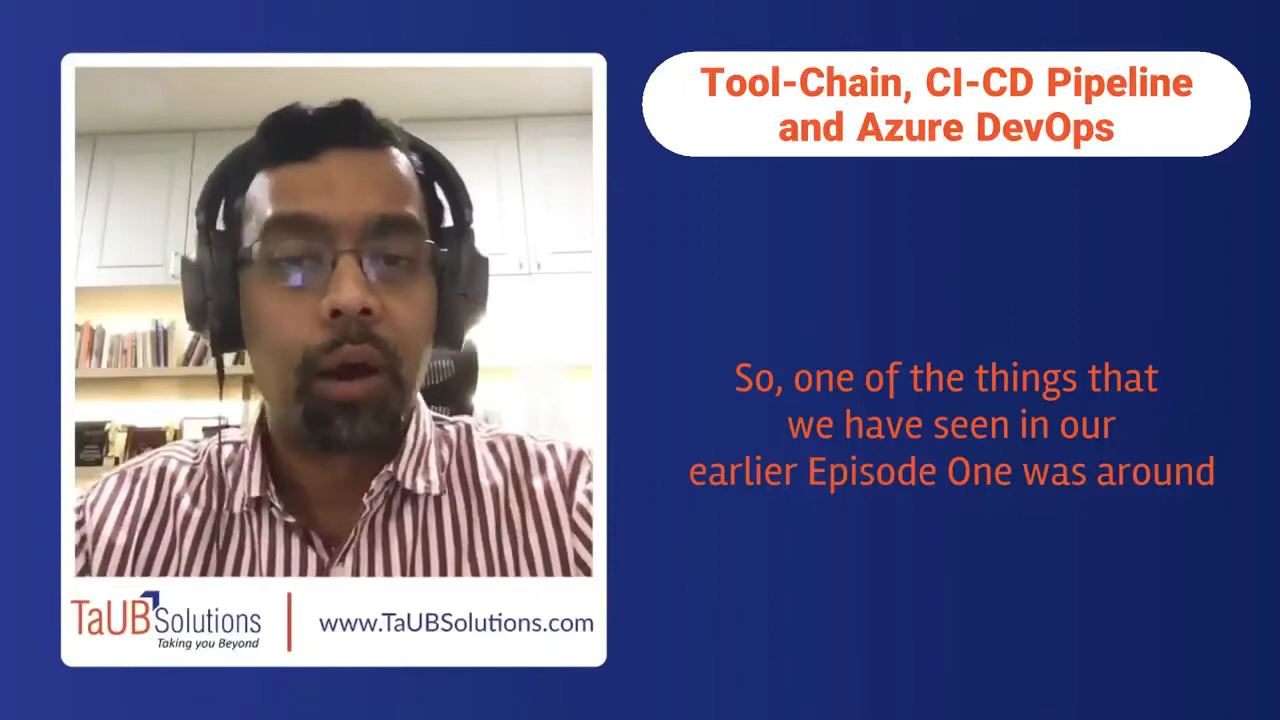 Tool-Chain, CI-CD Pipeline
and Azure DevOps
So, one of the things that
we have seen in our
earlier Episode One was around
TaUB Solutions
Taking you Beyond
www.TaUBSolutions.com